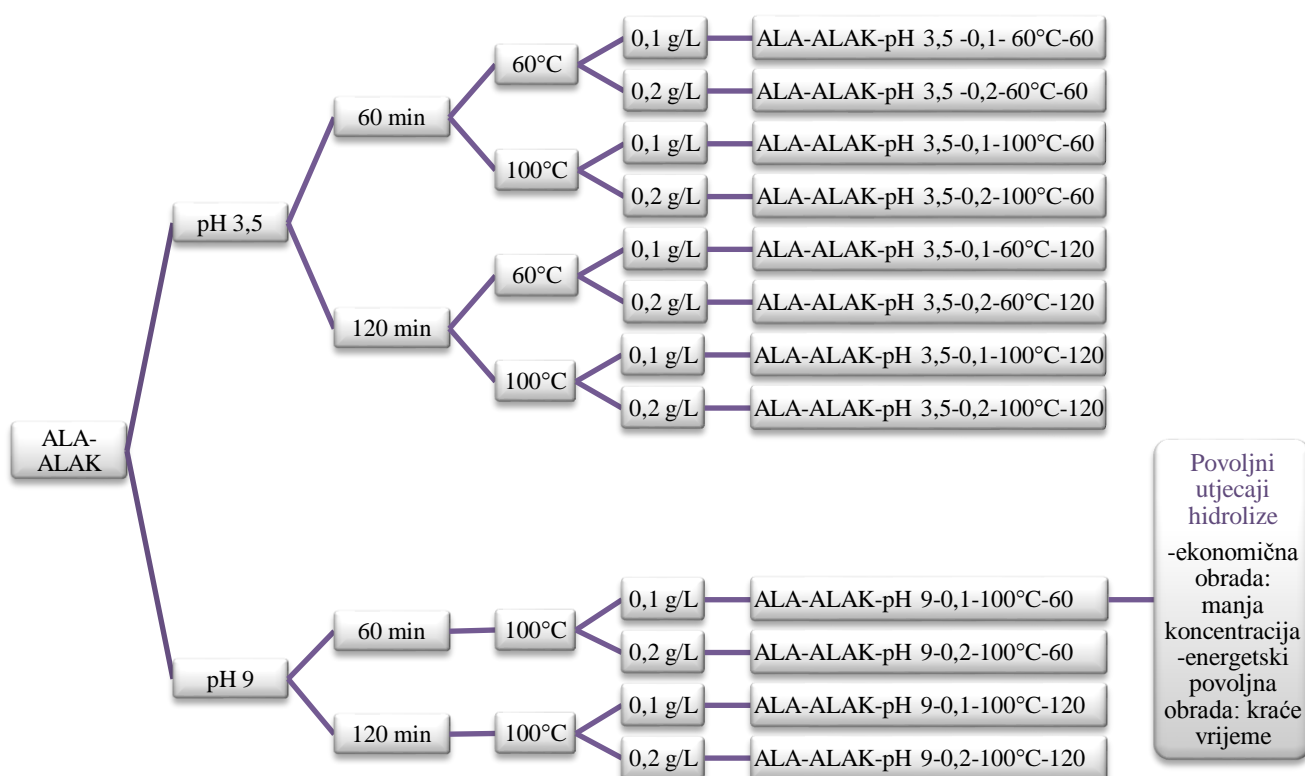 ALA-
ALAK
pH 3,5
60 min
60°C
0,1 g/L
ALA-ALAK-pH 3,5 -0,1- 60°C-60
0,2 g/L
ALA-ALAK-pH 3,5 -0,2-60°C-60
100°C
0,1 g/L
ALA-ALAK-pH 3,5-0,1-100°C-60
0,2 g/L
ALA-ALAK-pH 3,5-0,2-100°C-60
120 min
60°C
0,1 g/L
ALA-ALAK-pH 3,5-0,1-60°C-120
0,2 g/L
ALA-ALAK-pH 3,5-0,2-60°C-120
100°C
0,1 g/L
ALA-ALAK-pH 3,5-0,1-100°C-120
0,2 g/L
ALA-ALAK-pH 3,5-0,2-100°C-120
pH 9
60 min
100°C
0,1 g/L
ALA-ALAK-pH 9-0,1-100°C-60
0,2 g/L
ALA-ALAK-pH 9-0,2-100°C-60
120 min
100°C
0,1 g/L
ALA-ALAK-pH 9-0,1-100°C-120
0,2 g/L
ALA-ALAK-pH 9-0,2-100°C-120
Povoljni
utjecaji
hidrolize
-ekonomična
obrada:
manja
koncentracija
-energetski
povoljna
obrada: kraće
vrijeme